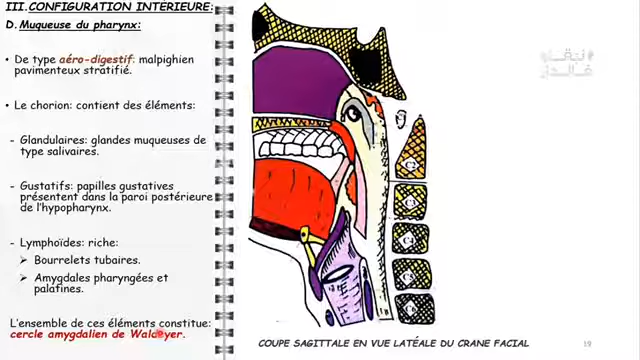 III. CONFIGURATION INTÉRIEURE:
D. Muqueuse du pharynx:
• De type aéro-digestif: malpighien
pavimenteux stratifié.
• Le chorion: contient des éléments:
- Glandulaires: glandes muqueuses de
type salivaires.
- Gustatifs: papilles gustatives
présentent dans la paroi postérieure
de l'hypopharynx.
- Lymphoïdes: riche:
➢ Bourrelets tubaires.
➢ Amygdales pharyngées et
palatines.
L'ensemble de ces éléments constitue:
cercle amygdalien de Waldeyer.
C2
C3
C4
C5
C6
COUPE SAGITTALE EN VUE LATÉALE DU CRANE FACIAL
19